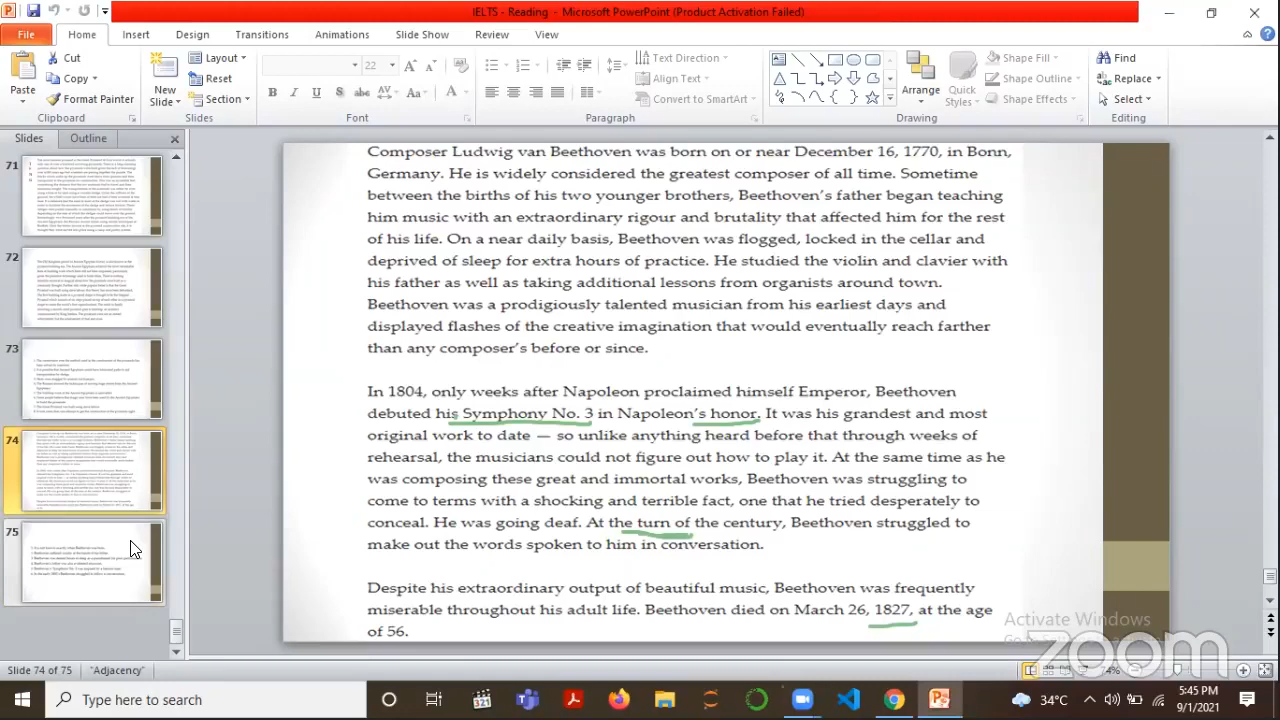 IELTS - Reading - Microsoft PowerPoint (Product Activation Failed)
File Home Insert Design Transitions Animations Slide Show Review View
Cut Layout 22 Text Direction Shape Fill Find
Paste Copy New Slide Reset Align Text Arrange Quick Styles Shape Outline Replace
Format Painter Section Convert to SmartArt Shape Effects Select
Clipboard Slides Font Paragraph Drawing Editing
Slides Outline
71
72
73
74
75
Composer Ludwig van Beethoven was born on or near December 16, 1770, in Bonn,
Germany. He is widely considered the greatest composer of all time. Sometime
between the births of his two younger brothers, Beethoven's father began teaching
him music with an extraordinary rigour and brutality that affected him for the rest
of his life. On a near daily basis, Beethoven was flogged, locked in the cellar and
deprived of sleep for extra hours of practice. He studied the violin and clavier with
his father as well as taking additional lessons from organists around town.
Beethoven was a prodigiously talented musician from his earliest days and
displayed flashes of the creative imagination that would eventually reach farther
than any composer's before or since.
In 1804, only weeks after Napoleon proclaimed himself Emperor, Beethoven
debuted his Symphony No. 3 in Napoleon's honor. It was his grandest and most
original work to date – so unlike anything heard before that through weeks of
rehearsal, the musicians could not figure out how to play it. At the same time as he
was composing these great and immortal works, Beethoven was struggling to
come to terms with a shocking and terrible fact, one that he tried desperately to
conceal. He was going deaf. At the turn of the century, Beethoven struggled to
make out the words spoken to him in conversation.
Despite his extraordinary output of beautiful music, Beethoven was frequently
miserable throughout his adult life. Beethoven died on March 26, 1827, at the age
of 56.
Activate Windows
zoom
Slide 74 of 75 "Adjacency" 74%
Type here to search
34°C
5:45 PM
9/1/2021